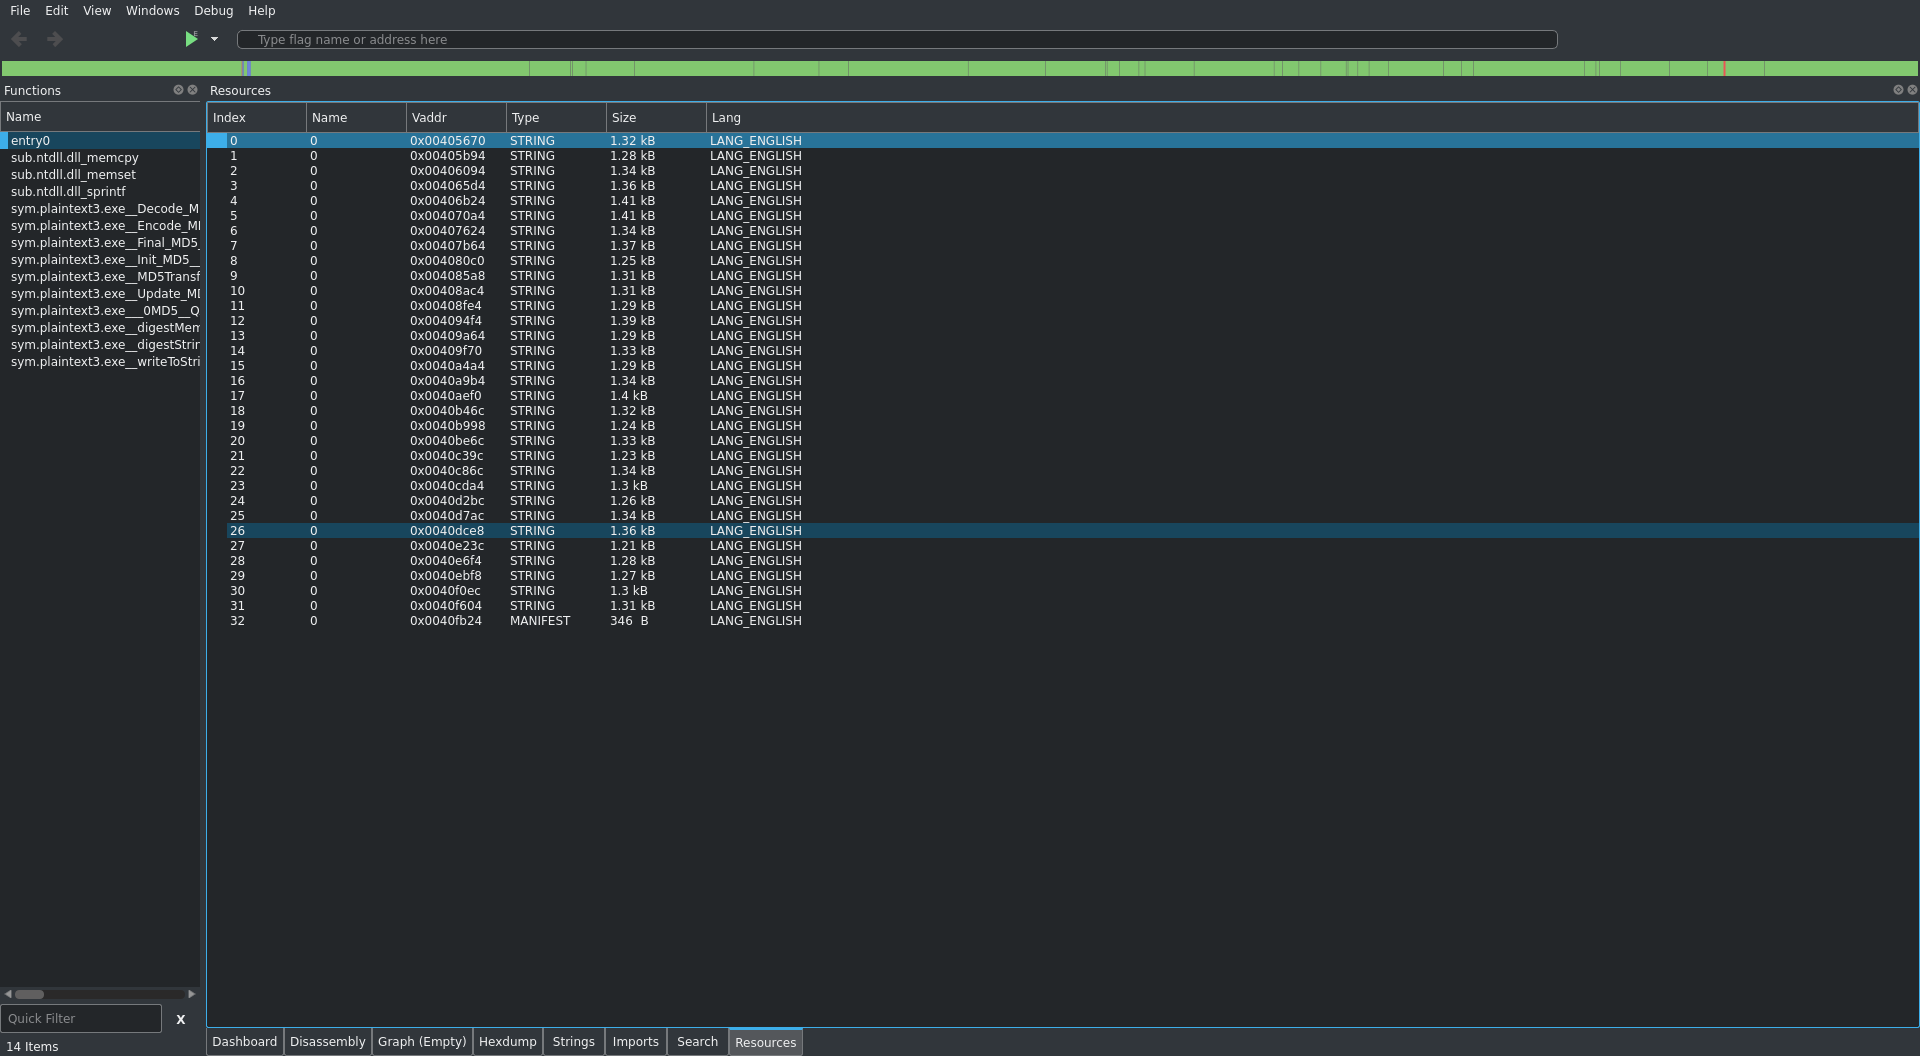 File Edit View Windows Debug Help
Type flag name or address here
Functions
Resources
Name
entry0
sub.ntdll.dll_memcpy
sub.ntdll.dll_memset
sub.ntdll.dll_sprintf
sym.plaintext3.exe__Decode_M
sym.plaintext3.exe__Encode_M
sym.plaintext3.exe__Final_MD5_
sym.plaintext3.exe__Init_MD5__
sym.plaintext3.exe__MD5Transf
sym.plaintext3.exe__Update_M
sym.plaintext3.exe___0MD5__Q
sym.plaintext3.exe__digestMem
sym.plaintext3.exe__digestStrin
sym.plaintext3.exe__writeToStri
Quick Filter X
14 Items
Index Name Vaddr Type Size Lang
0 0 0x00405670 STRING 1.32 kB LANG_ENGLISH
1 0 0x00405b94 STRING 1.28 kB LANG_ENGLISH
2 0 0x00406094 STRING 1.34 kB LANG_ENGLISH
3 0 0x004065d4 STRING 1.36 kB LANG_ENGLISH
4 0 0x00406b24 STRING 1.41 kB LANG_ENGLISH
5 0 0x004070a4 STRING 1.41 kB LANG_ENGLISH
6 0 0x00407624 STRING 1.34 kB LANG_ENGLISH
7 0 0x00407b64 STRING 1.37 kB LANG_ENGLISH
8 0 0x004080c0 STRING 1.25 kB LANG_ENGLISH
9 0 0x004085a8 STRING 1.31 kB LANG_ENGLISH
10 0 0x00408ac4 STRING 1.31 kB LANG_ENGLISH
11 0 0x00408fe4 STRING 1.29 kB LANG_ENGLISH
12 0 0x004094f4 STRING 1.39 kB LANG_ENGLISH
13 0 0x00409a64 STRING 1.29 kB LANG_ENGLISH
14 0 0x00409f70 STRING 1.33 kB LANG_ENGLISH
15 0 0x0040a4a4 STRING 1.29 kB LANG_ENGLISH
16 0 0x0040a9b4 STRING 1.34 kB LANG_ENGLISH
17 0 0x0040aef0 STRING 1.4 kB LANG_ENGLISH
18 0 0x0040b46c STRING 1.32 kB LANG_ENGLISH
19 0 0x0040b998 STRING 1.24 kB LANG_ENGLISH
20 0 0x0040be6c STRING 1.33 kB LANG_ENGLISH
21 0 0x0040c39c STRING 1.23 kB LANG_ENGLISH
22 0 0x0040c86c STRING 1.34 kB LANG_ENGLISH
23 0 0x0040cda4 STRING 1.3 kB LANG_ENGLISH
24 0 0x0040d2bc STRING 1.26 kB LANG_ENGLISH
25 0 0x0040d7ac STRING 1.34 kB LANG_ENGLISH
26 0 0x0040dce8 STRING 1.36 kB LANG_ENGLISH
27 0 0x0040e23c STRING 1.21 kB LANG_ENGLISH
28 0 0x0040e6f4 STRING 1.28 kB LANG_ENGLISH
29 0 0x0040ebf8 STRING 1.27 kB LANG_ENGLISH
30 0 0x0040f0ec STRING 1.3 kB LANG_ENGLISH
31 0 0x0040f604 STRING 1.31 kB LANG_ENGLISH
32 0 0x0040fb24 MANIFEST 346 B LANG_ENGLISH
Dashboard Disassembly Graph (Empty) Hexdump Strings Imports Search Resources